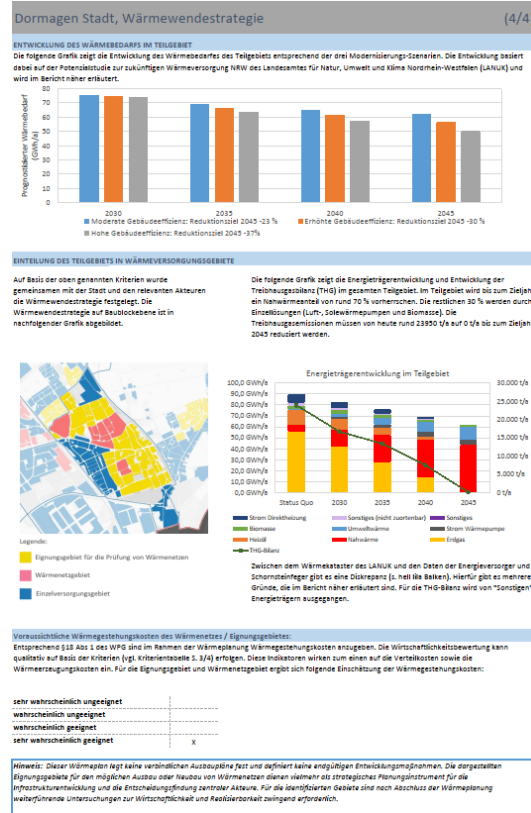 Dormagen Stadt, Wärmewendestrategie (4/4
ENTWICKLUNG DES WÄRMEBEDARFS IM TEILGEBIET
Die folgende Grafik zeigt die Entwicklung des Wärmebedarfes des Teilgebiets entsprechend der drei Modernisierungs-Szenarien. Die Entwicklung basiert
dabei auf der Potenzialstudie zur zukünftigen Wärmeversorgung NRW des Landesamtes für Natur, Umwelt und Klima Nordrhein-Westfalen (LANUK) und
wird im Bericht näher erläutert.
Prognostizierter Wärmebedarf
(GWh/a)
80
70
60
50
40
30
20
10
0
2030 2035 2040 2045
Moderate Gebäudeeffizienz: Reduktionsziel 2045 -23 %
Erhöhte Gebäudeeffizienz: Reduktionsziel 2045 -30 %
Hohe Gebäudeeffizienz: Reduktionsziel 2045 -37%
EINTEILUNG DES TEILGEBIETS IN WÄRMEVERSORGUNGSGEBIETE
Auf Basis der oben genannten Kriterien wurde
gemeinsamen mit der Stadt und den relevanten Akteuren
die Wärmewendestrategie festgelegt. Die
Wärmewendestrategie auf Baublockebene ist in
nachfolgender Grafik abgebildet.
Die folgende Grafik zeigt die Energieträgerentwicklung und Entwicklung der
Treibhausgasbilanz (THG) im gesamten Teilgebiet. Im Teilgebiet wird bis zum Zieljah
ein Nahwärmeanteil von rund 70 % vorherrschen. Die restlichen 30 % werden durch
Einzellösungen (Luft-, Solewärmepumpen und Biomasse). Die
Treibhausgasemissionen müssen von heute rund 23950 t/a auf 0 t/a bis zum Zieljah
2045 reduziert werden.
Legende:
Eignungsgebiet für die Prüfung von Wärmenetzen
Wärmenetzgebiet
Einzelversorgungsgebiet
Energieträgerentwicklung im Teilgebiet
100,0 GWh/a
90,0 GWh/a
80,0 GWh/a
70,0 GWh/a
60,0 GWh/a
50,0 GWh/a
40,0 GWh/a
30,0 GWh/a
20,0 GWh/a
10,0 GWh/a
0,0 GWh/a
30.000 t/a
25.000 t/a
20.000 t/a
15.000 t/a
10.000 t/a
5.000 t/a
0 t/a
Status Quo 2030 2035 2040 2045
Strom Direktheizung Sonstiges (nicht zuortenbar) Sonstiges
Biomasse Umweltwärme Strom Wärmepumpe
Heizöl Nahwärme Erdgas
THG-Bilanz
Zwischen dem Wärmekataster des LANUK und den Daten der Energieversorger und
Schornsteinfeger gibt es eine Diskrepanz (s. hell lila Balken). Hierfür gibt es mehrere
Gründe, die im Bericht näher erläutert sind. Für die THG-Bilanz wird von "Sonstigen"
Energieträgern ausgegangen.
Voraussichtliche Wärmegestehungskosten des Wärmenetzes / Eignungsgebietes:
Entsprechend §18 Abs 1 des WPG sind im Rahmen der Wärmeplanung Wärmegestehungskosten anzugeben. Die Wirtschaftlichkeitsbewertung kann
qualitativ auf Basis der Kriterien (vgl. Kriterientabelle S. 3/4) erfolgen. Diese Indikatoren wirken zum einen auf die Verteilkosten sowie die
Wärmeerzeugungskosten ein. Für die Eignungsgebiet und Wärmenetzgebiet ergibt sich folgende Einschätzung der Wärmegestehungskosten:
sehr wahrscheinlich ungeeignet
wahrscheinlich ungeeignet
wahrscheinlich geeignet
sehr wahrscheinlich geeignet x
Hinweis: Dieser Wärmeplan legt keine verbindlichen Ausbaupläne fest und definiert keine endgültigen Entwicklungsmaßnahmen. Die dargestellten
Eignungsgebiete für den möglichen Ausbau oder Neubau von Wärmenetzen dienen vielmehr als strategisches Planungsinstrument für die
Infrastrukturentwicklung und die Entscheidungsfindung zentraler Akteure. Für die identifizierten Gebiete sind nach Abschluss der Wärmeplanung
weiterführende Untersuchungen zur Wirtschaftlichkeit und Realisierbarkeit zwingend erforderlich.